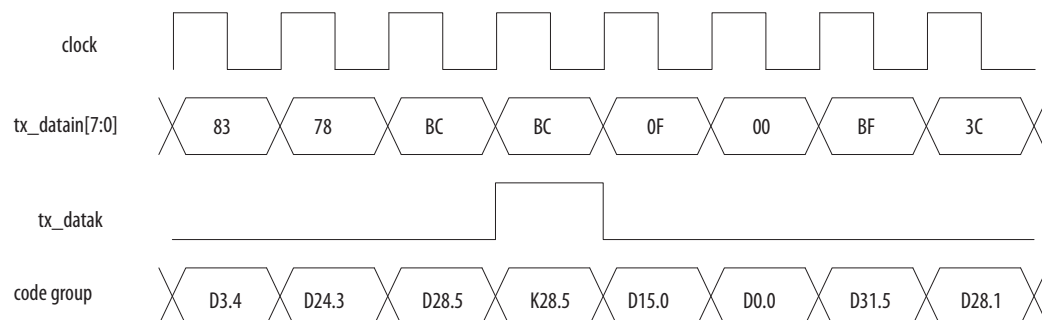 clock
tx_datain[7:0] 83 78 BC BC 0F 00 BF 3C
tx_datak
code group D3.4 D24.3 D28.5 K28.5 D15.0 D0.0 D31.5 D28.1